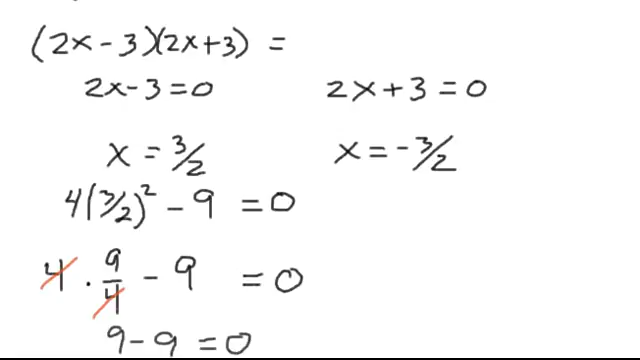 (2x - 3)(2x + 3) =
2x - 3 = 0    2x + 3 = 0
x = 3/2    x = -3/2
4(3/2)² - 9 = 0
4 · 9/4 - 9 = 0
9 - 9 = 0